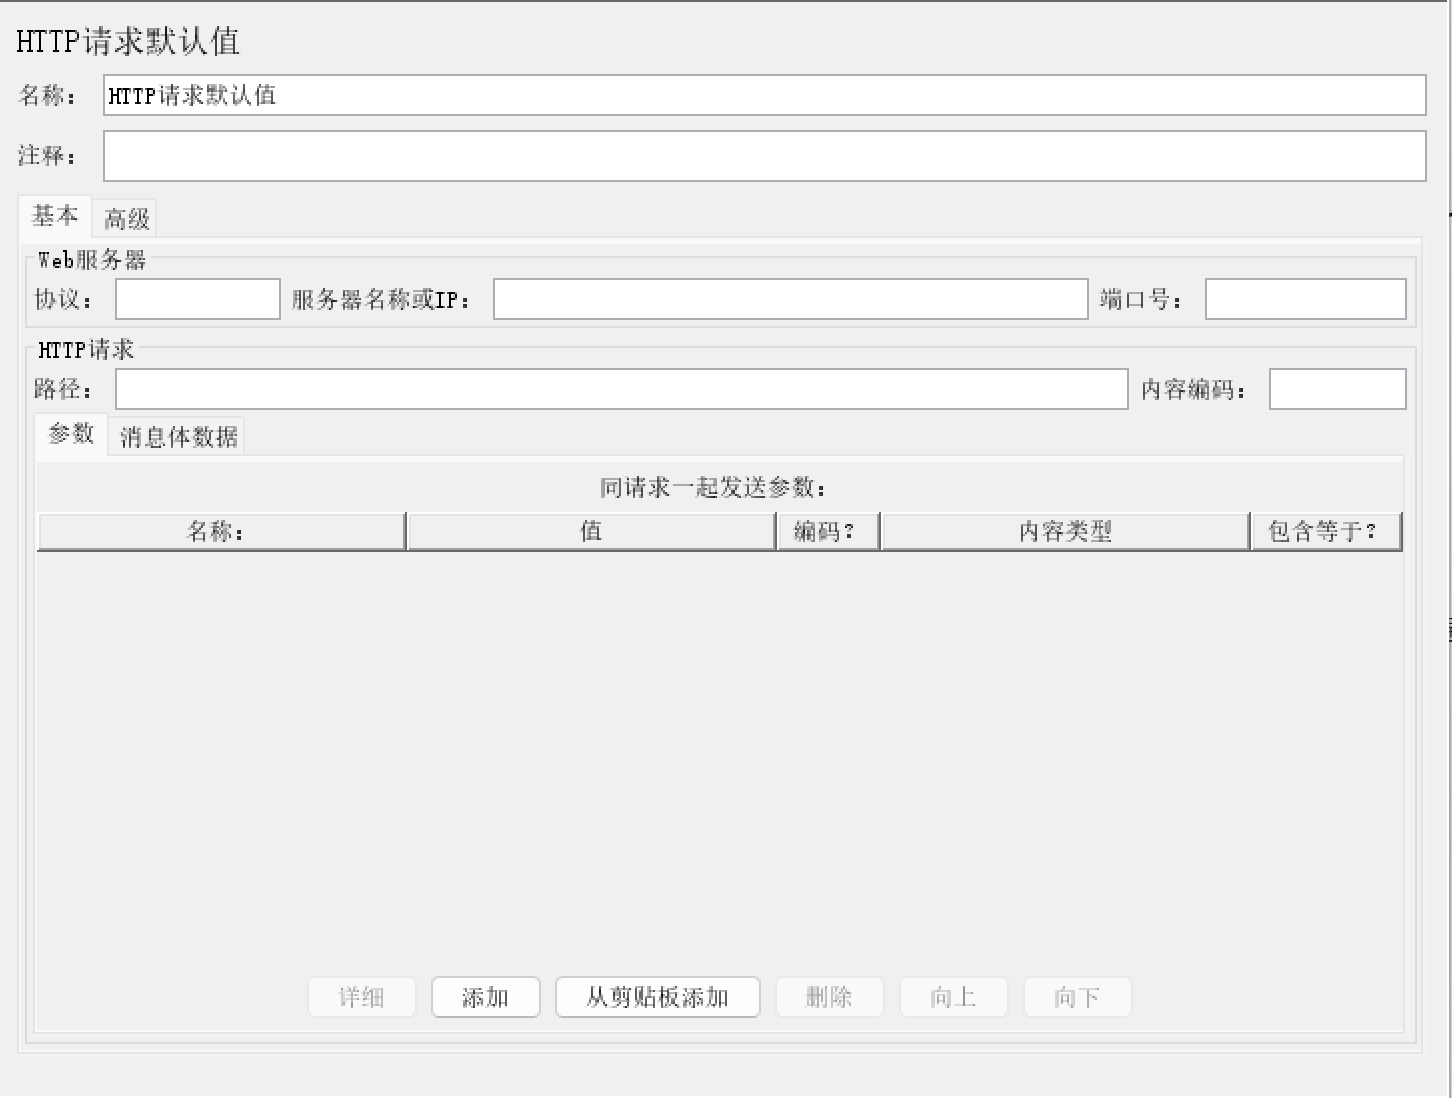 HTTP请求默认值
名称： HTTP请求默认值
注释：
基本 高级
Web服务器
协议： 服务器名称或IP： 端口号：
HTTP请求
路径： 内容编码：
参数 消息体数据
同请求一起发送参数：
名称： 值 编码？ 内容类型 包含等于？
详细 添加 从剪贴板添加 删除 向上 向下